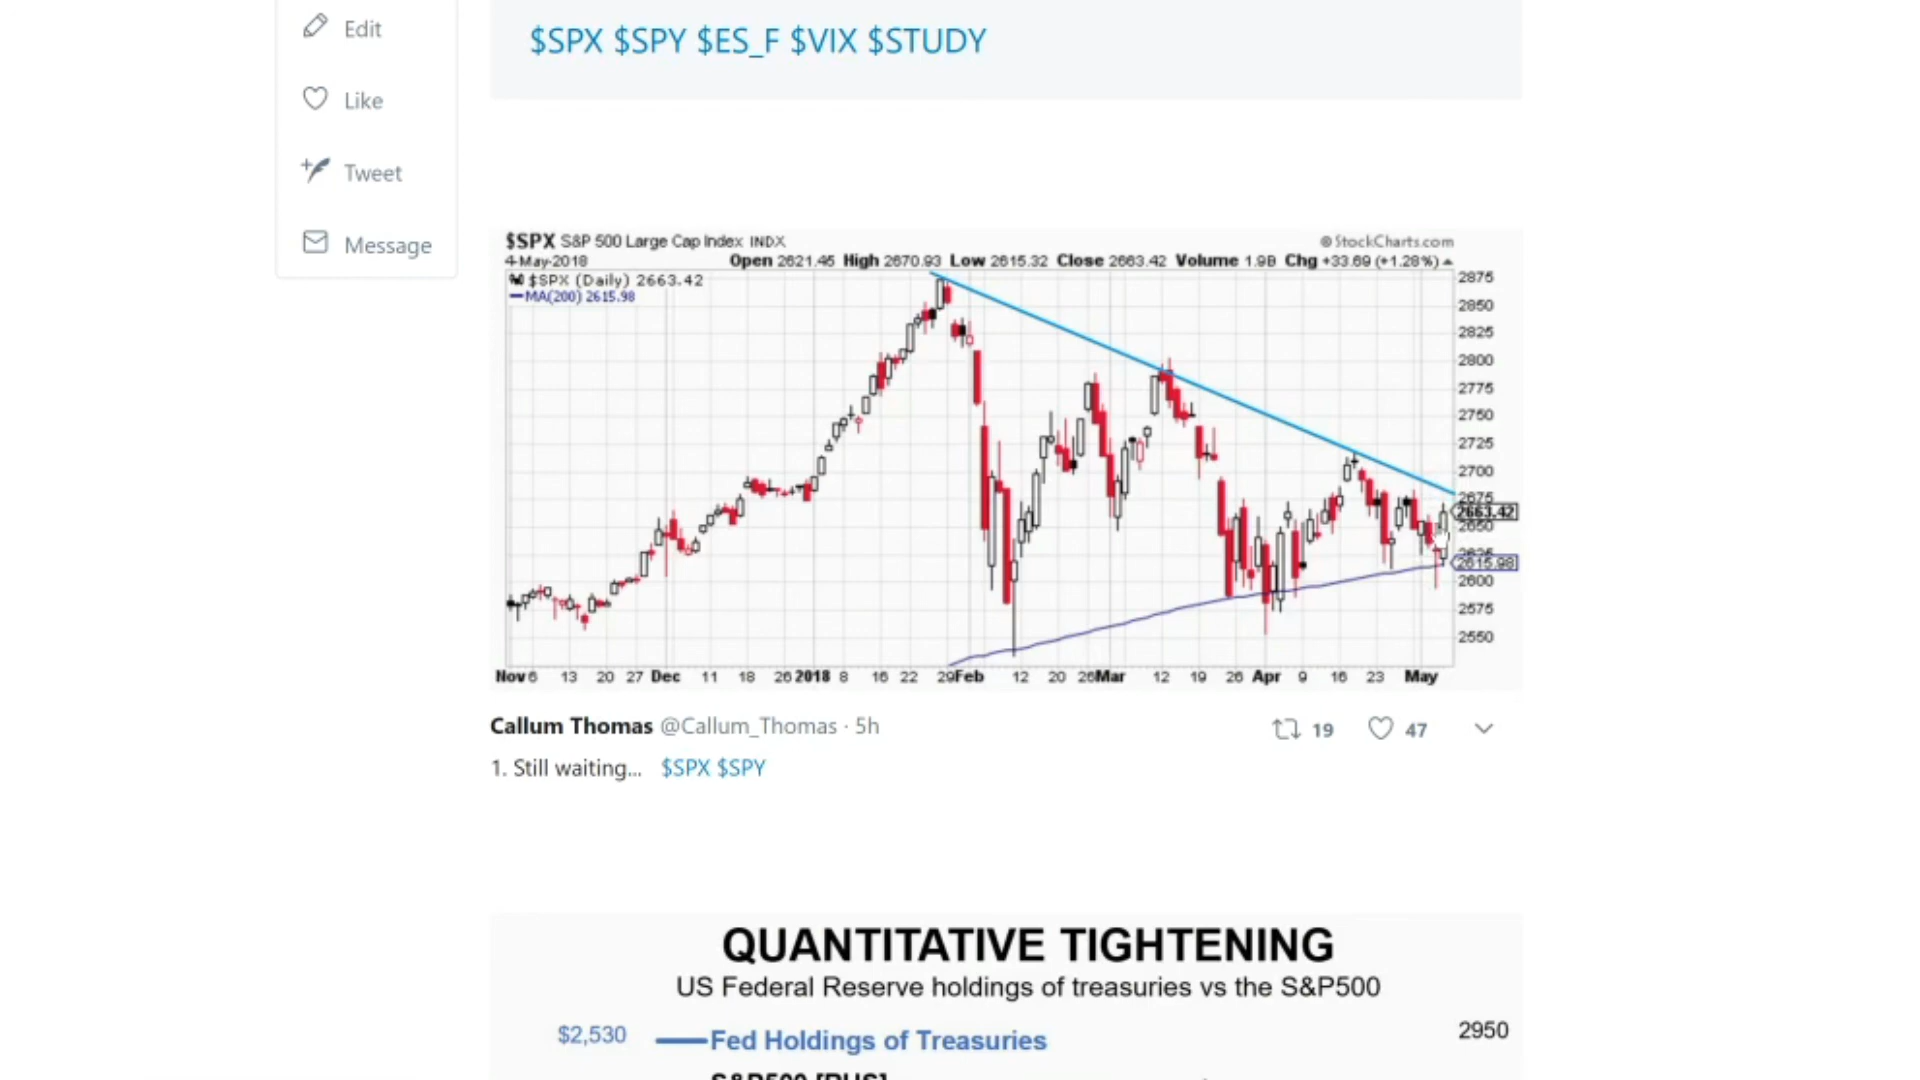 Edit
Like
Tweet
Message
$SPX $SPY $ES_F $VIX $STUDY
$SPX S&P 500 Large Cap Index INDX
© StockCharts.com
4-May-2018
Open 2621.45 High 2670.93 Low 2615.32 Close 2663.42 Volume 1.9B Chg +33.69 (+1.28%)
$SPX (Daily) 2663.42
MA(200) 2615.98
2875
2850
2825
2800
2775
2750
2725
2700
2675
2663.42
2650
2625
2615.98
2600
2575
2550
Nov 6 13 20 27 Dec 11 18 26 2018 8 16 22 29 Feb 12 20 26 Mar 12 19 26 Apr 9 16 23 May
Callum Thomas @Callum_Thomas · 5h
19 47
1. Still waiting... $SPX $SPY
QUANTITATIVE TIGHTENING
US Federal Reserve holdings of treasuries vs the S&P500
$2,530
Fed Holdings of Treasuries
2950
S&P500 [RHS]